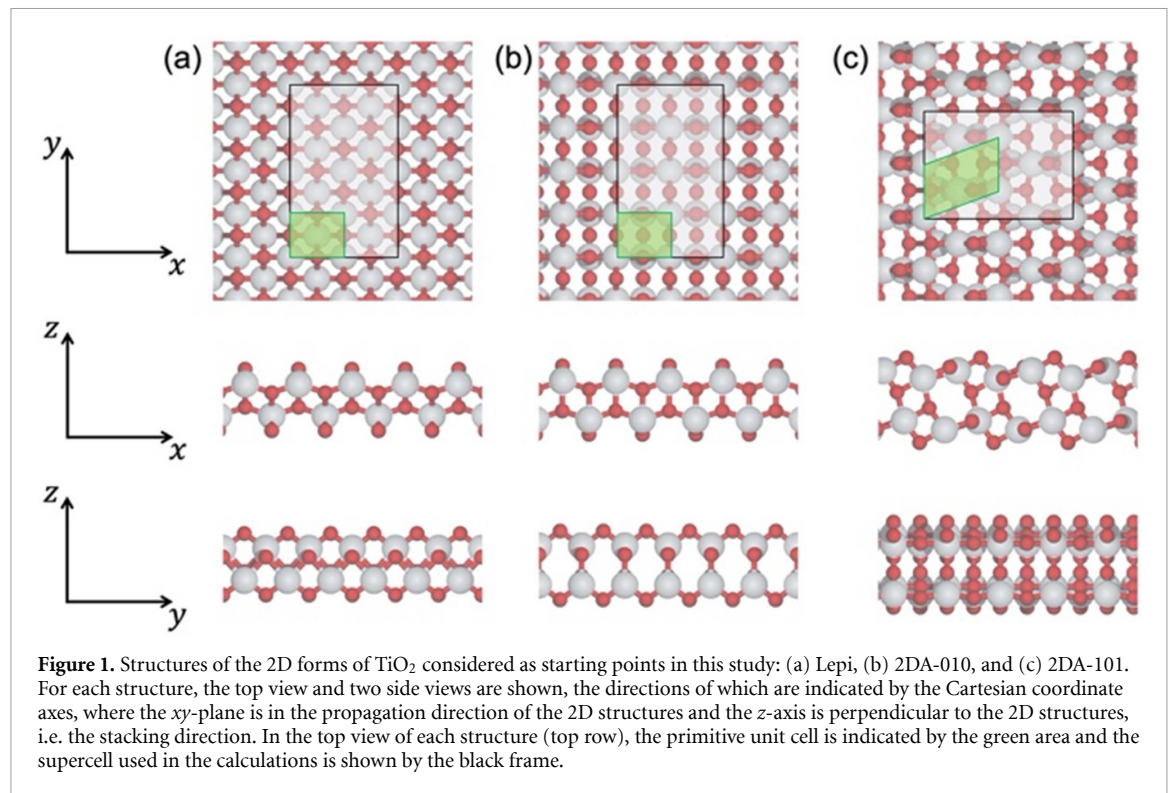 (a)
(b)
(c)
y
x
z
x
z
y
Figure 1. Structures of the 2D forms of TiO₂ considered as starting points in this study: (a) Lepi, (b) 2DA-010, and (c) 2DA-101.
For each structure, the top view and two side views are shown, the directions of which are indicated by the Cartesian coordinate
axes, where the xy-plane is in the propagation direction of the 2D structures and the z-axis is perpendicular to the 2D structures,
i.e. the stacking direction. In the top view of each structure (top row), the primitive unit cell is indicated by the green area and the
supercell used in the calculations is shown by the black frame.